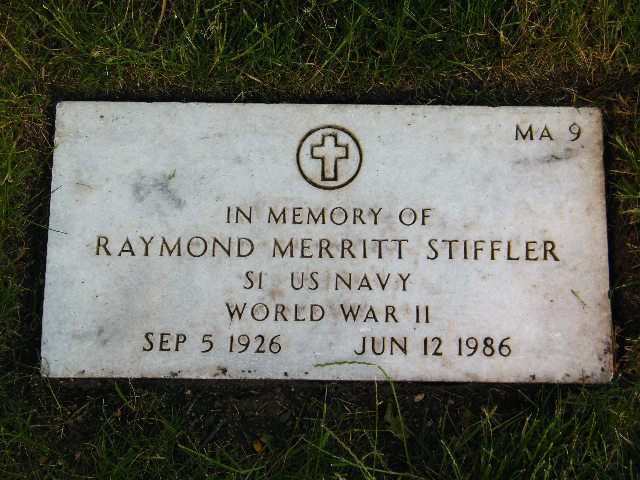 MA 9
IN MEMORY OF
RAYMOND MERRITT STIFFLER
S1 US NAVY
WORLD WAR II
SEP 5 1926 JUN 12 1986